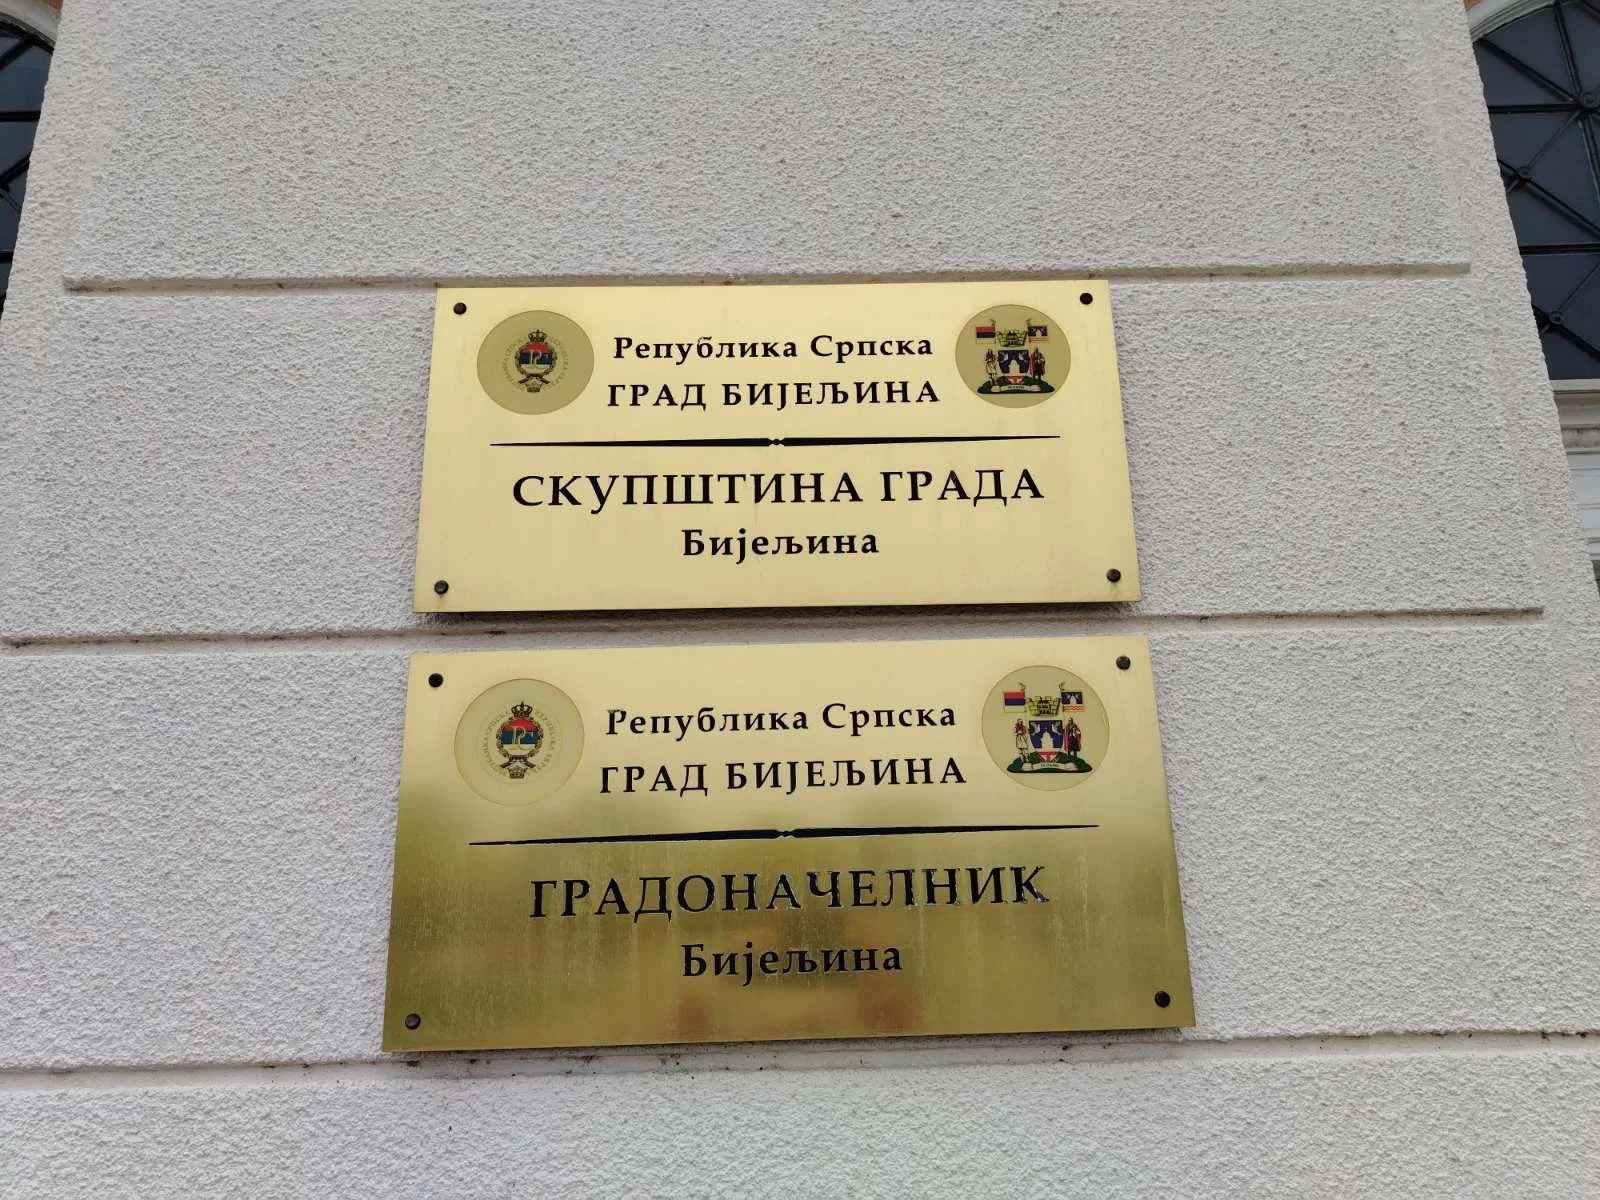 Република Српска
ГРАД БИЈЕЉИНА
СКУПШТИНА ГРАДА
Бијељина
Република Српска
ГРАД БИЈЕЉИНА
ГРАДОНАЧЕЛНИК
Бијељина